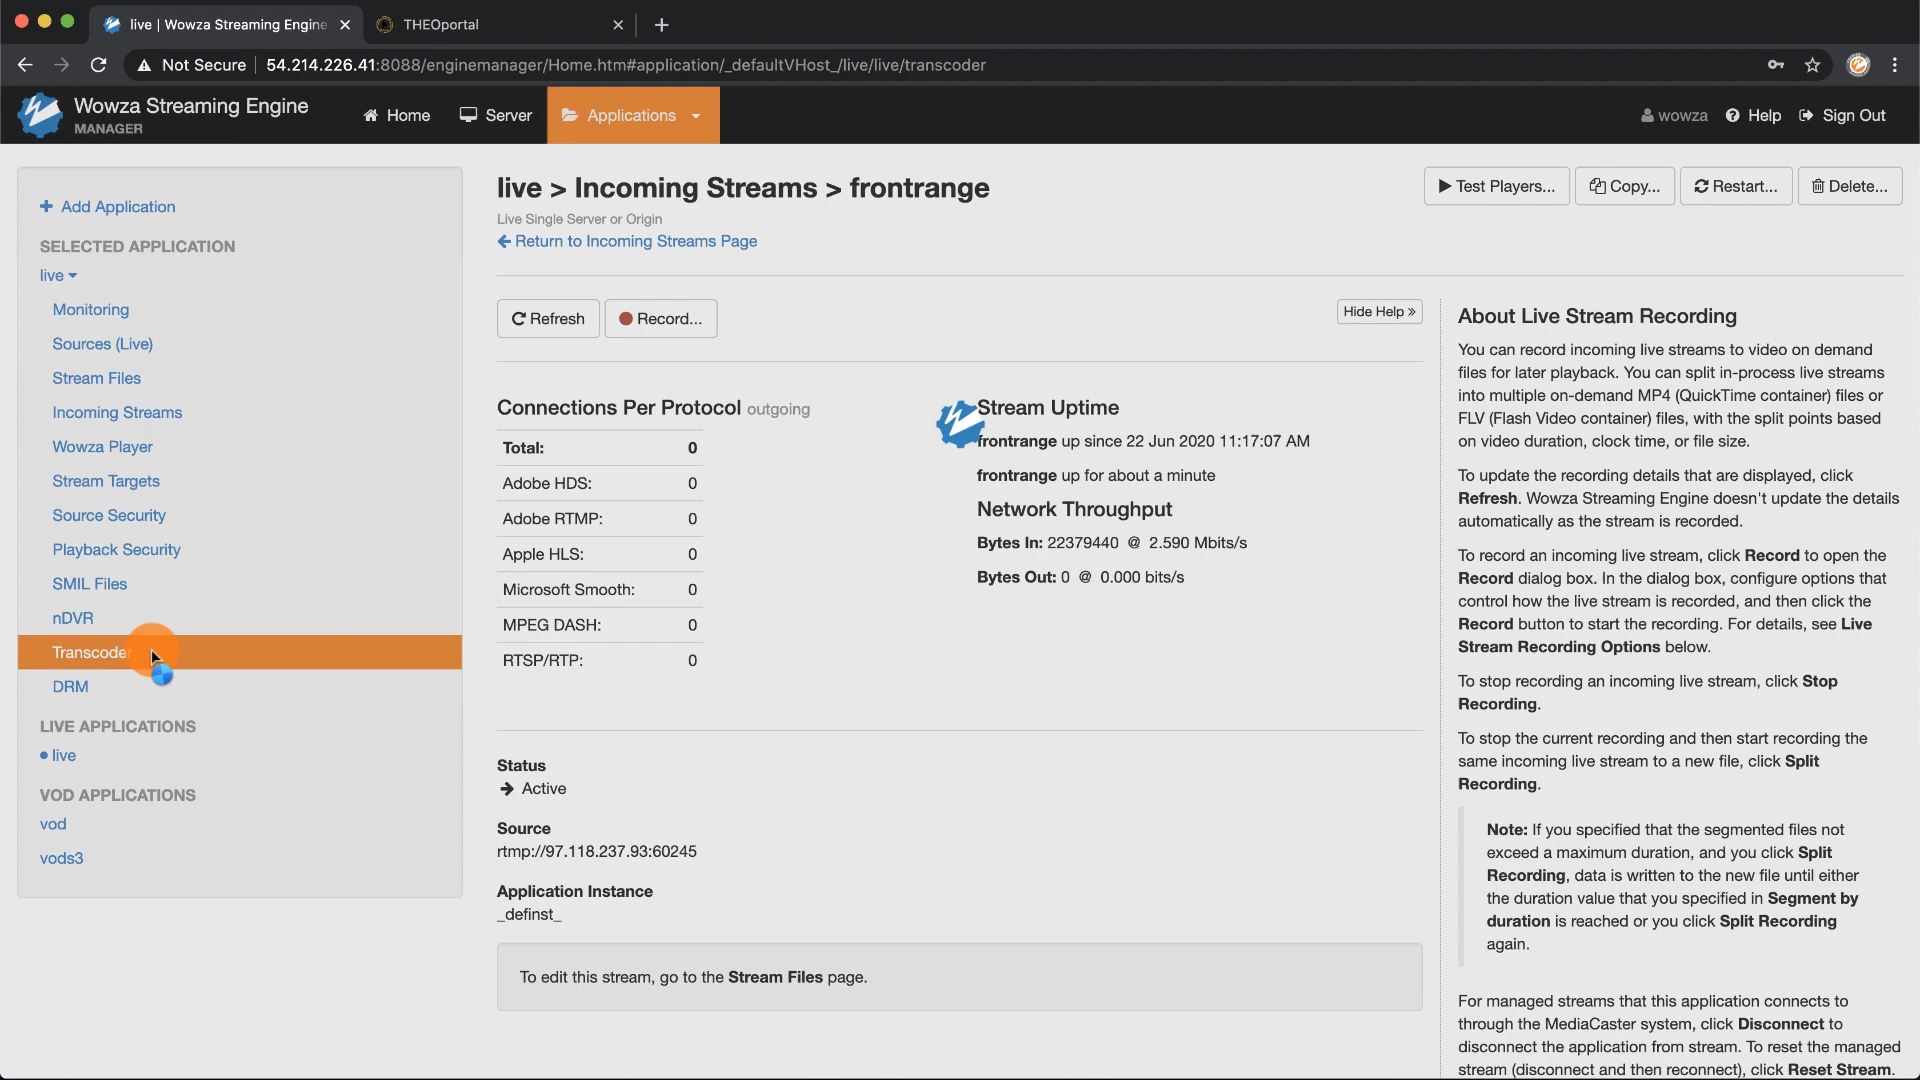 live | Wowza Streaming Engine
THEOportal
Not Secure
54.214.226.41:8088/enginemanager/Home.htm#application/_defaultVHost_/live/live/transcoder
Wowza Streaming Engine
MANAGER
Home
Server
Applications
wowza
Help
Sign Out
Add Application
SELECTED APPLICATION
live
Monitoring
Sources (Live)
Stream Files
Incoming Streams
Wowza Player
Stream Targets
Source Security
Playback Security
SMIL Files
nDVR
Transcoder
DRM
LIVE APPLICATIONS
live
VOD APPLICATIONS
vod
vods3
live > Incoming Streams > frontrange
Live Single Server or Origin
Return to Incoming Streams Page
Test Players...
Copy...
Restart...
Delete...
Refresh
Record...
Hide Help »
Connections Per Protocol outgoing
Total: 0
Adobe HDS: 0
Adobe RTMP: 0
Apple HLS: 0
Microsoft Smooth: 0
MPEG DASH: 0
RTSP/RTP: 0
Stream Uptime
frontrange up since 22 Jun 2020 11:17:07 AM
frontrange up for about a minute
Network Throughput
Bytes In: 22379440 @ 2.590 Mbits/s
Bytes Out: 0 @ 0.000 bits/s
Status
Active
Source
rtmp://97.118.237.93:60245
Application Instance
_definst_
To edit this stream, go to the Stream Files page.
About Live Stream Recording
You can record incoming live streams to video on demand
files for later playback. You can split in-process live streams
into multiple on-demand MP4 (QuickTime container) files or
FLV (Flash Video container) files, with the split points based
on video duration, clock time, or file size.
To update the recording details that are displayed, click
Refresh. Wowza Streaming Engine doesn't update the details
automatically as the stream is recorded.
To record an incoming live stream, click Record to open the
Record dialog box. In the dialog box, configure options that
control how the live stream is recorded, and then click the
Record button to start the recording. For details, see Live
Stream Recording Options below.
To stop recording an incoming live stream, click Stop
Recording.
To stop the current recording and then start recording the
same incoming live stream to a new file, click Split
Recording.
Note: If you specified that the segmented files not
exceed a maximum duration, and you click Split
Recording, data is written to the new file until either
the duration value that you specified in Segment by
duration is reached or you click Split Recording
again.
For managed streams that this application connects to
through the MediaCaster system, click Disconnect to
disconnect the application from stream. To reset the managed
stream (disconnect and then reconnect), click Reset Stream.